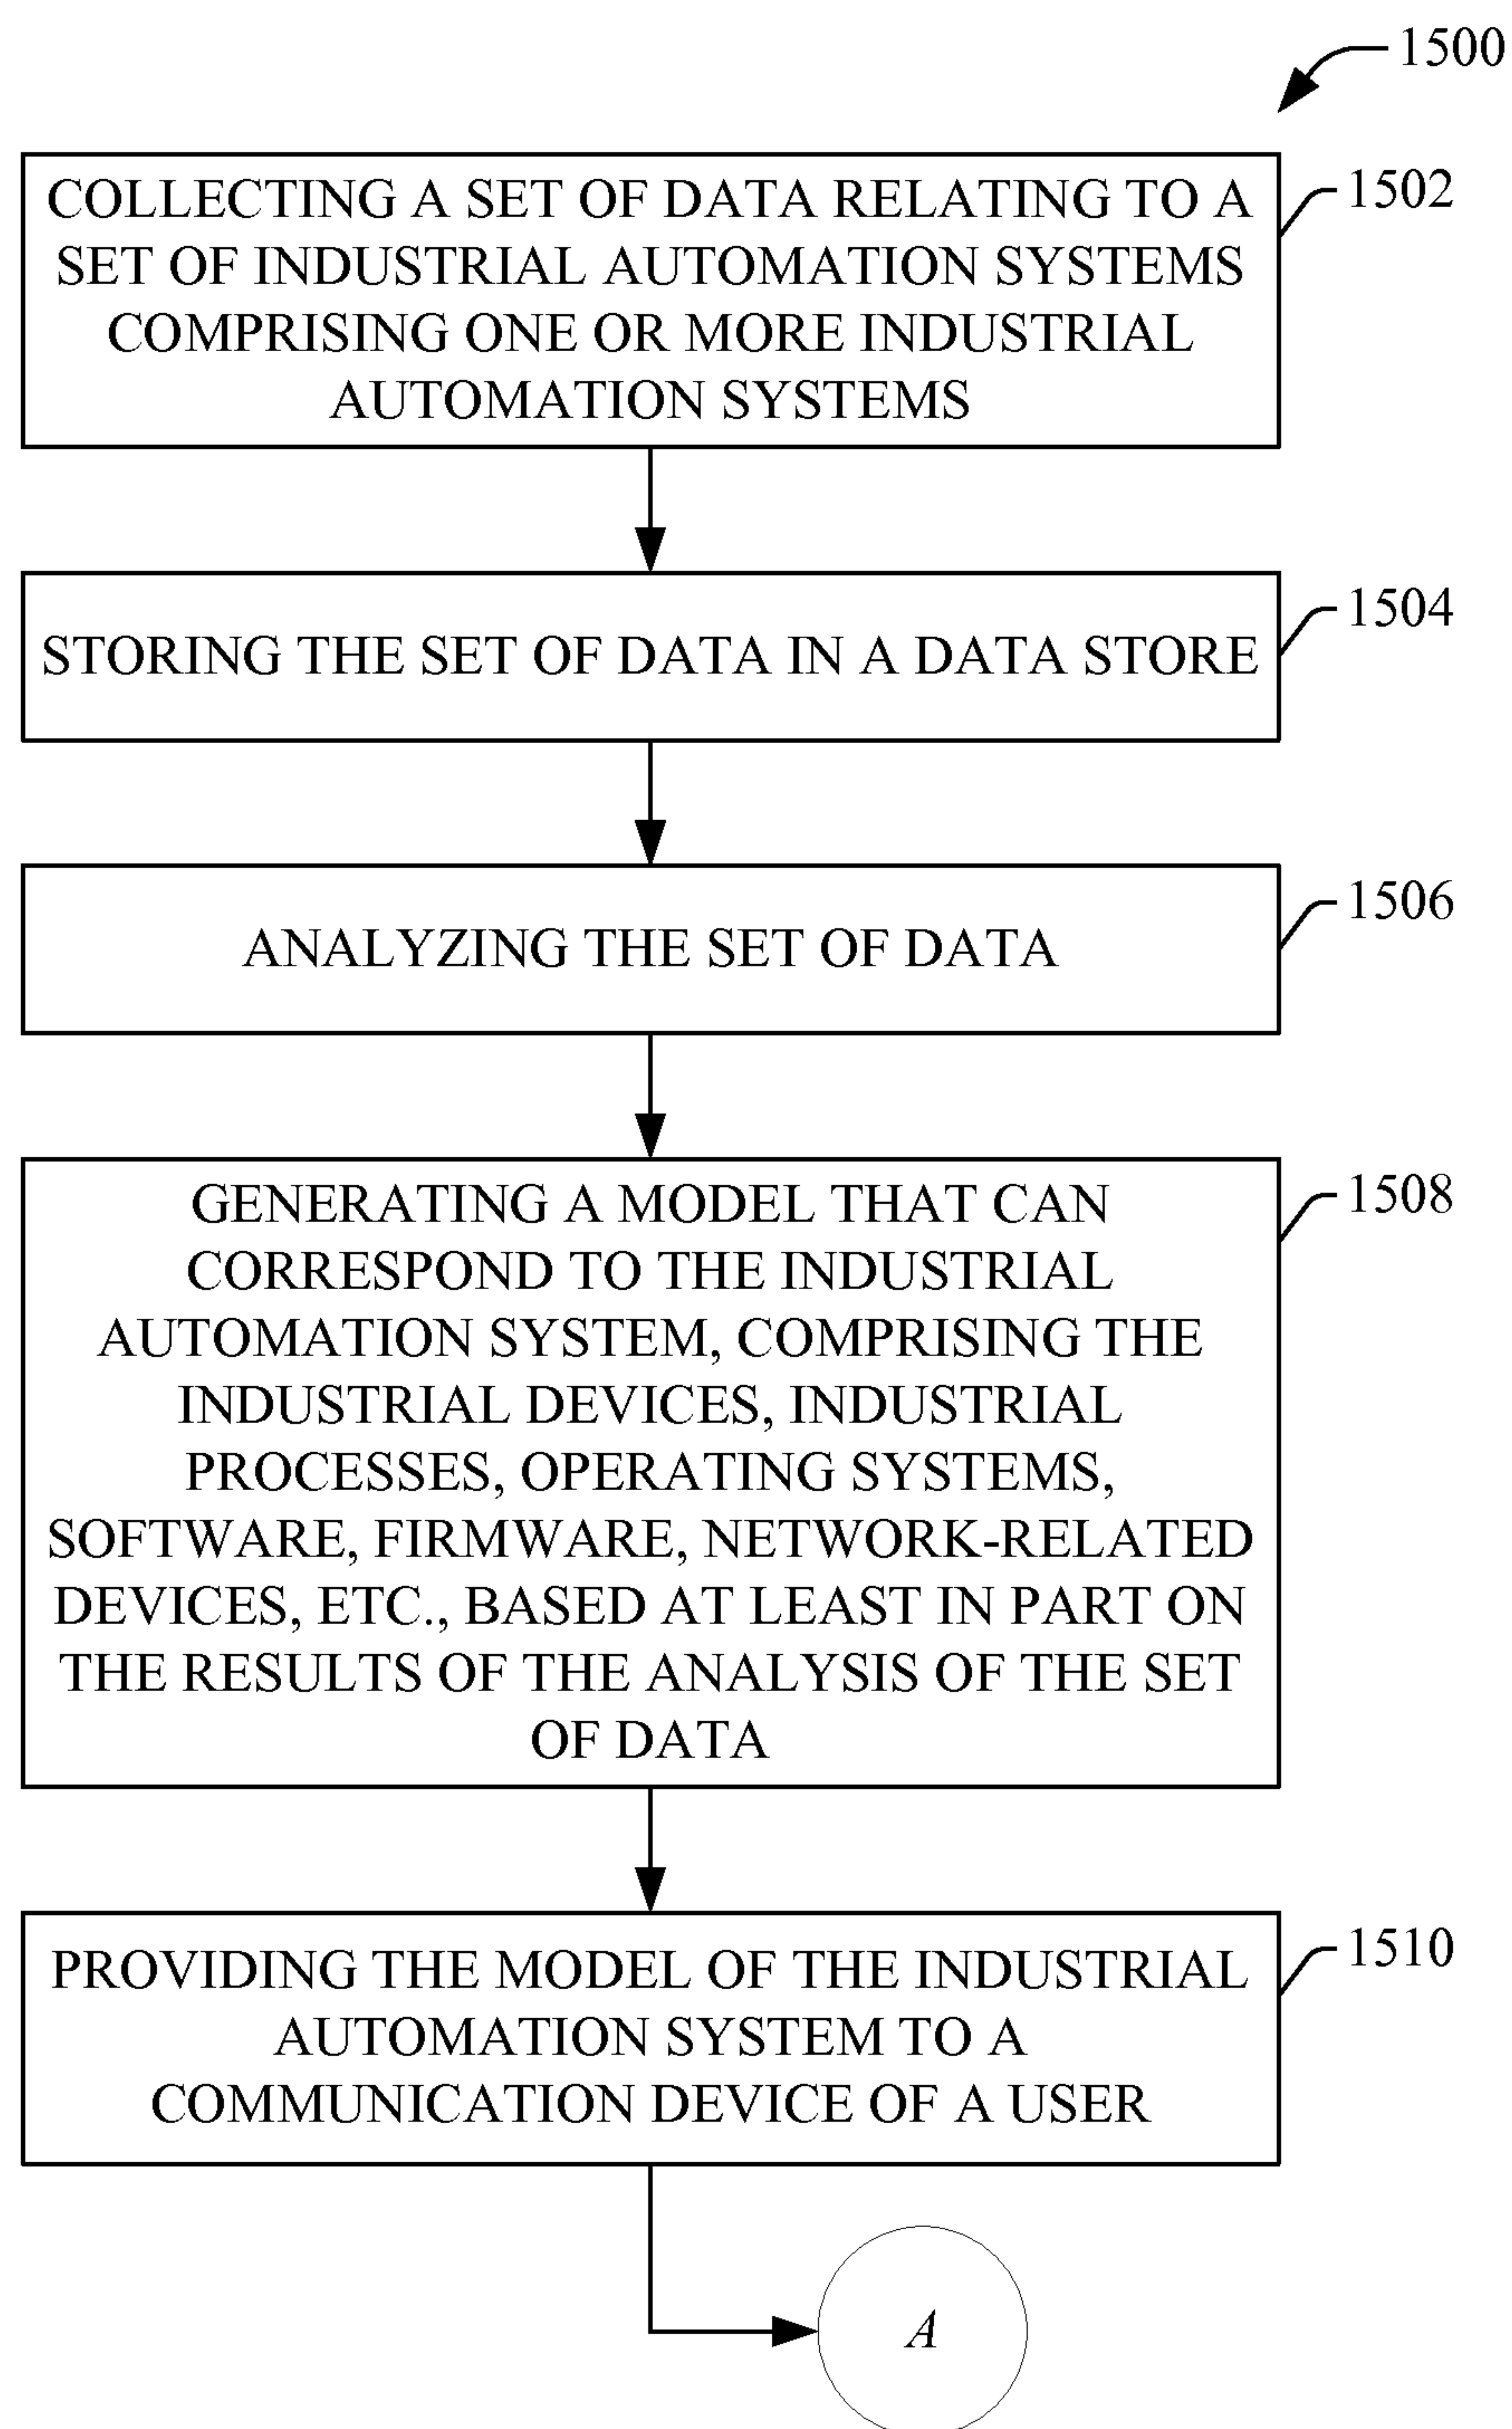 1500
COLLECTING A SET OF DATA RELATING TO A
SET OF INDUSTRIAL AUTOMATION SYSTEMS
COMPRISING ONE OR MORE INDUSTRIAL
AUTOMATION SYSTEMS
1502
STORING THE SET OF DATA IN A DATA STORE
1504
ANALYZING THE SET OF DATA
1506
GENERATING A MODEL THAT CAN
CORRESPOND TO THE INDUSTRIAL
AUTOMATION SYSTEM, COMPRISING THE
INDUSTRIAL DEVICES, INDUSTRIAL
PROCESSES, OPERATING SYSTEMS,
SOFTWARE, FIRMWARE, NETWORK-RELATED
DEVICES, ETC., BASED AT LEAST IN PART ON
THE RESULTS OF THE ANALYSIS OF THE SET
OF DATA
1508
PROVIDING THE MODEL OF THE INDUSTRIAL
AUTOMATION SYSTEM TO A
COMMUNICATION DEVICE OF A USER
1510
A